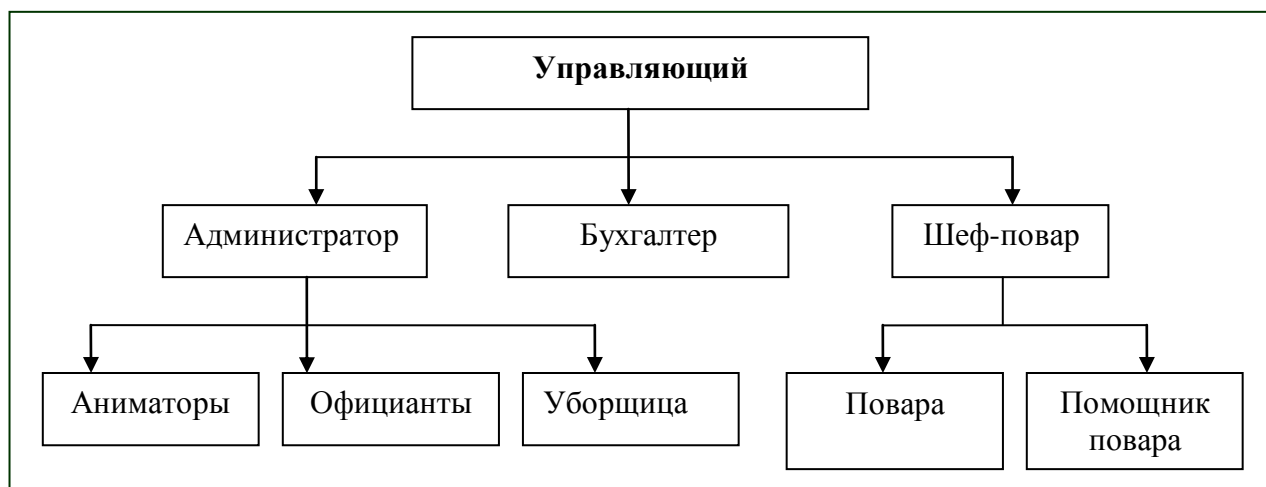 Управляющий
Администратор
Бухгалтер
Шеф-повар
Аниматоры
Официанты
Уборщица
Повара
Помощник
повара